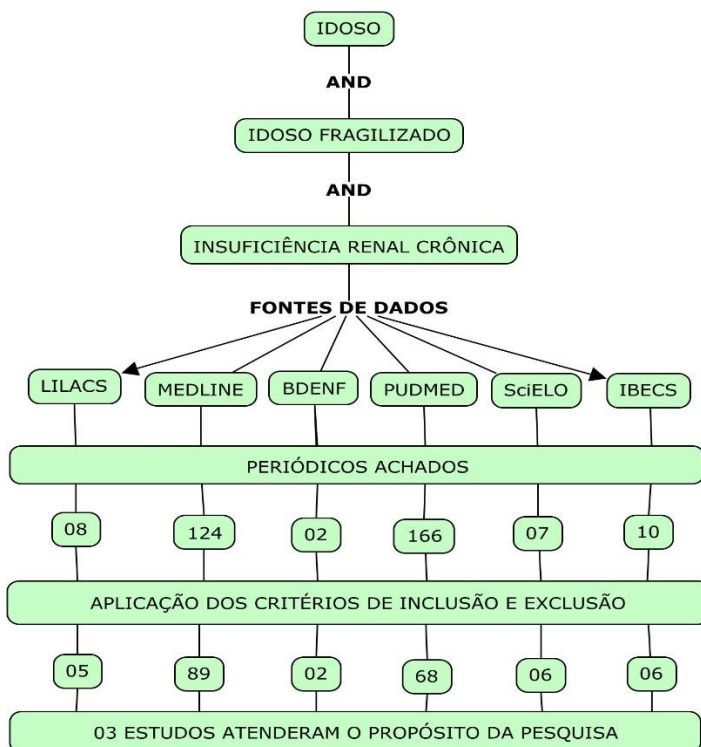 IDOSO
AND
IDOSO FRAGILIZADO
AND
INSUFICIÊNCIA RENAL CRÔNICA
FONTES DE DADOS
LILACS
MEDLINE
BDENF
PUDMED
SciELO
IBECS
PERIÓDICOS ACHADOS
08
124
02
166
07
10
APLICAÇÃO DOS CRITÉRIOS DE INCLUSÃO E EXCLUSÃO
05
89
02
68
06
06
03 ESTUDOS ATENDERAM O PROPÓSITO DA PESQUISA